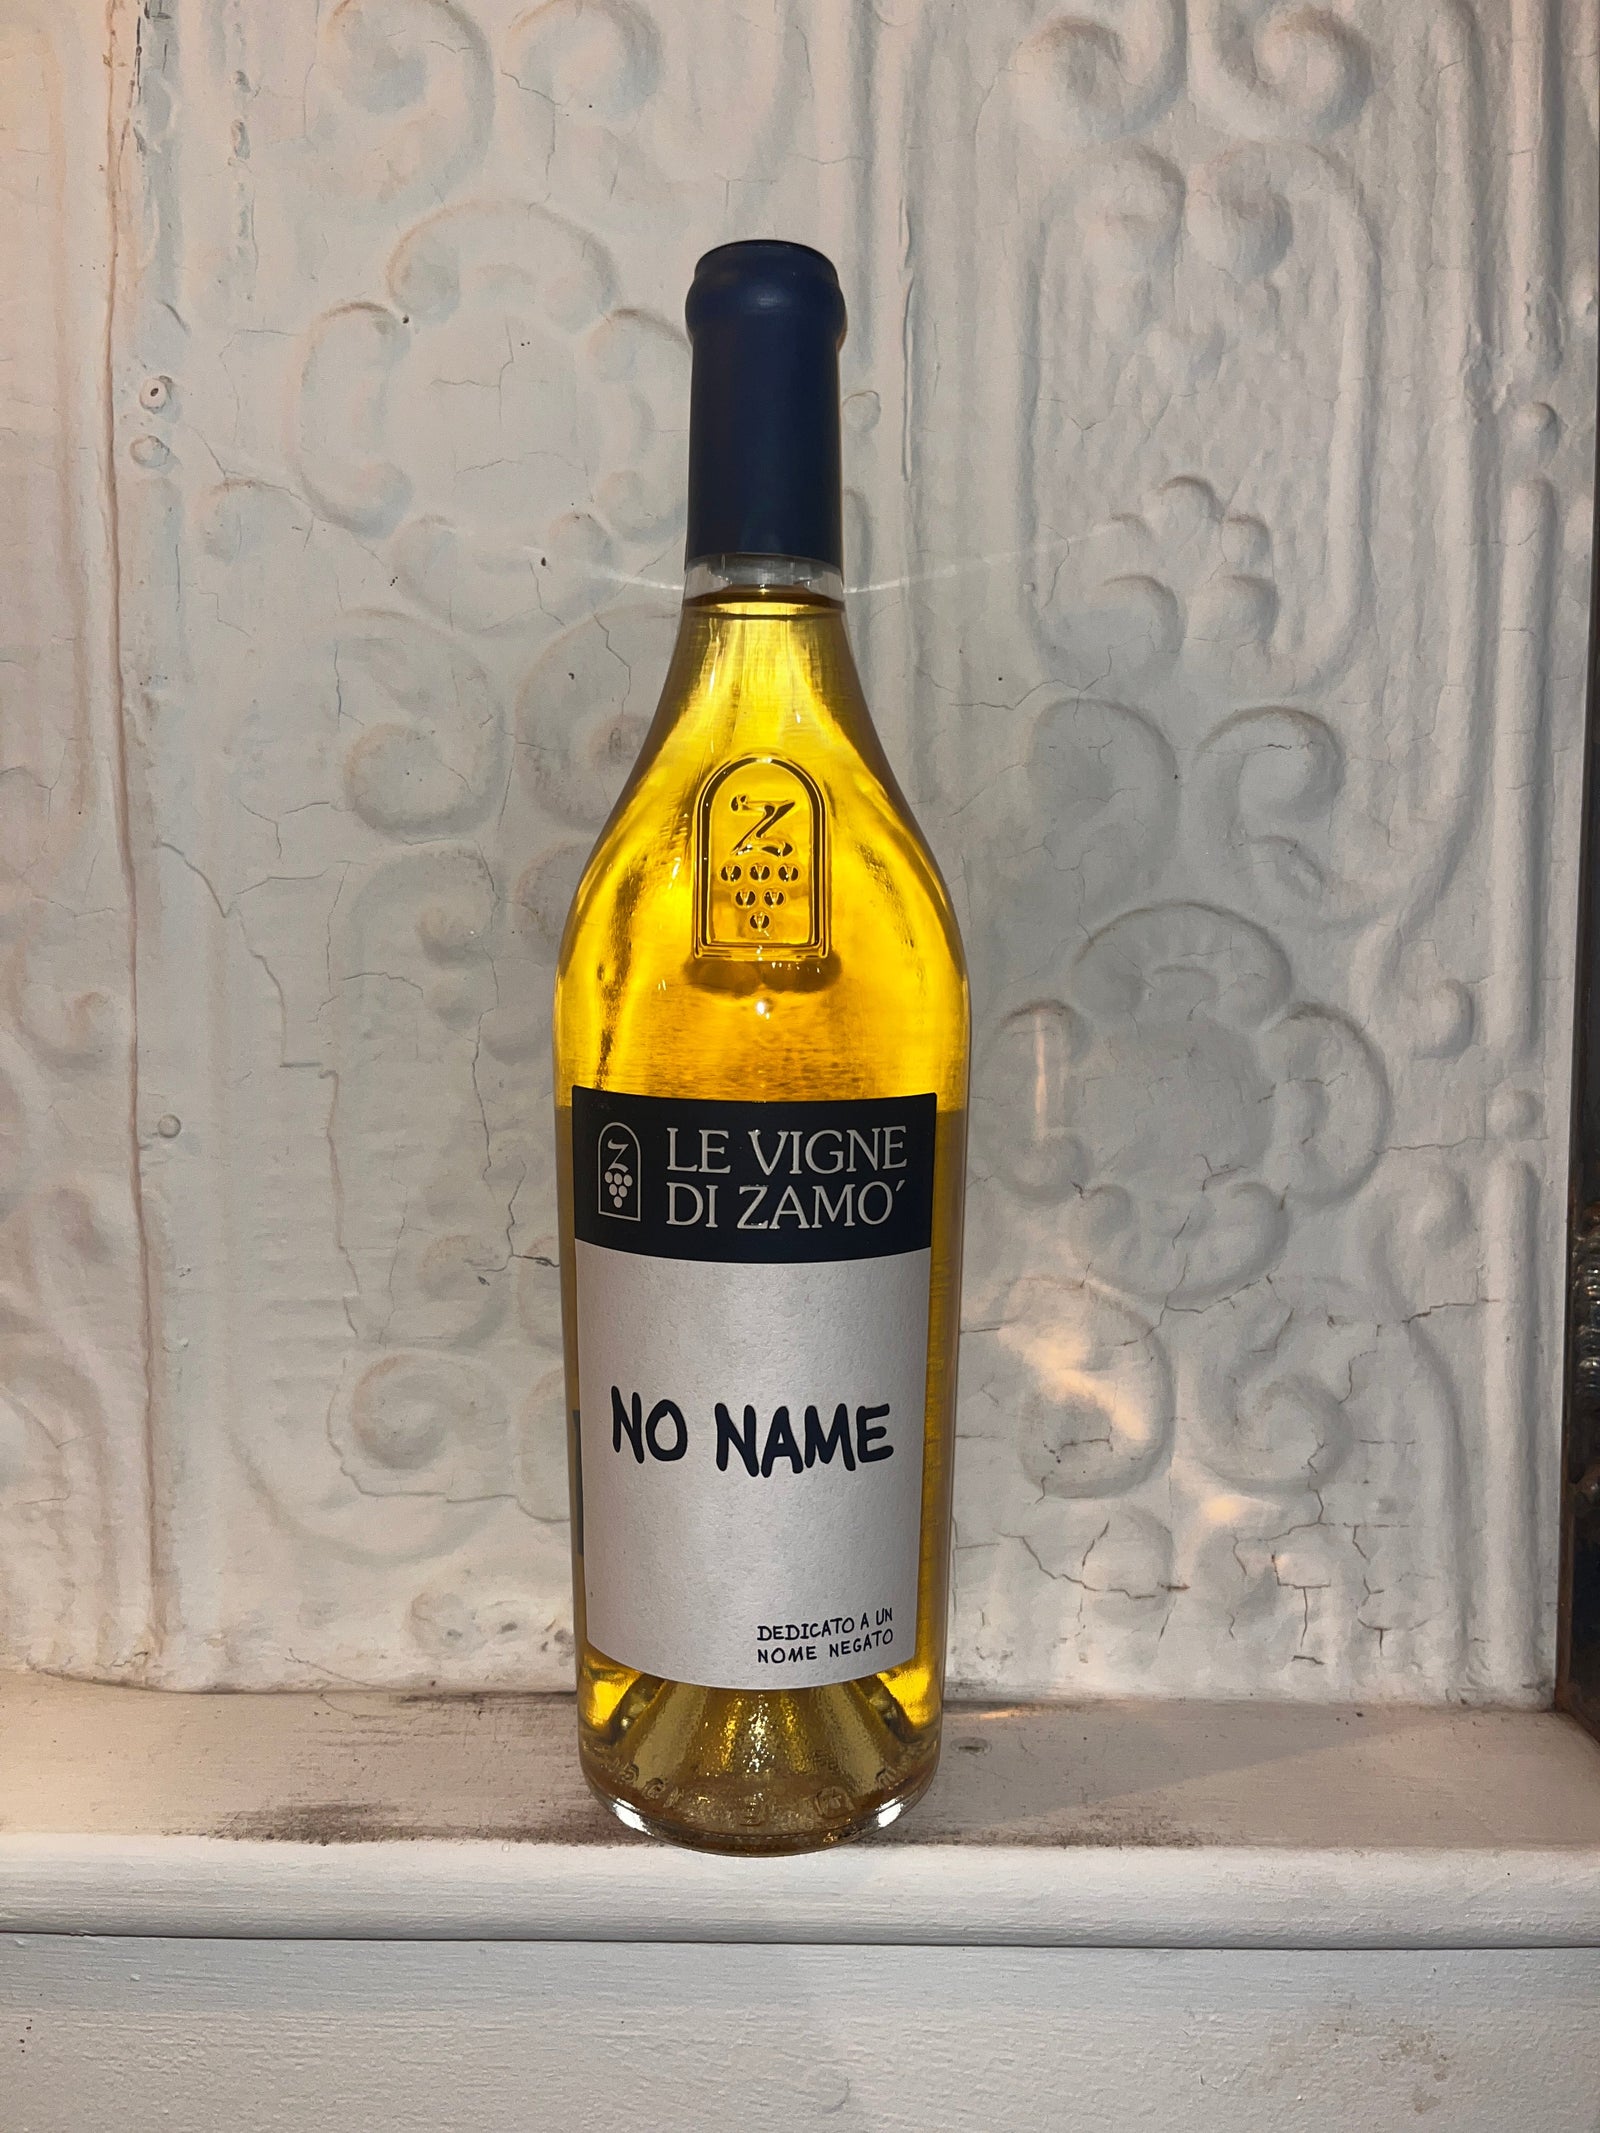 Z
Z
LE VIGNE
DI ZAMO´
NO NAME
DEDICATO A UN
NOME NEGATO